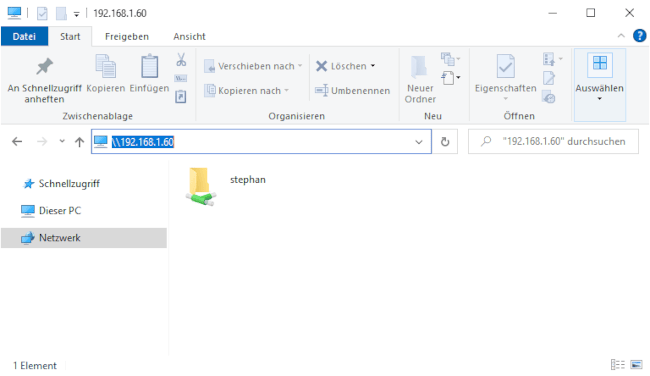 192.168.1.60
Datei Start Freigeben Ansicht
An Schnellzugriff anheften
Kopieren
Einfügen
Zwischenablage
Verschieben nach
Kopieren nach
Löschen
Umbenennen
Organisieren
Neuer Ordner
Neu
Eigenschaften
Öffnen
Auswählen
\\192.168.1.60
"192.168.1.60" durchsuchen
Schnellzugriff
Dieser PC
Netzwerk
stephan
1 Element